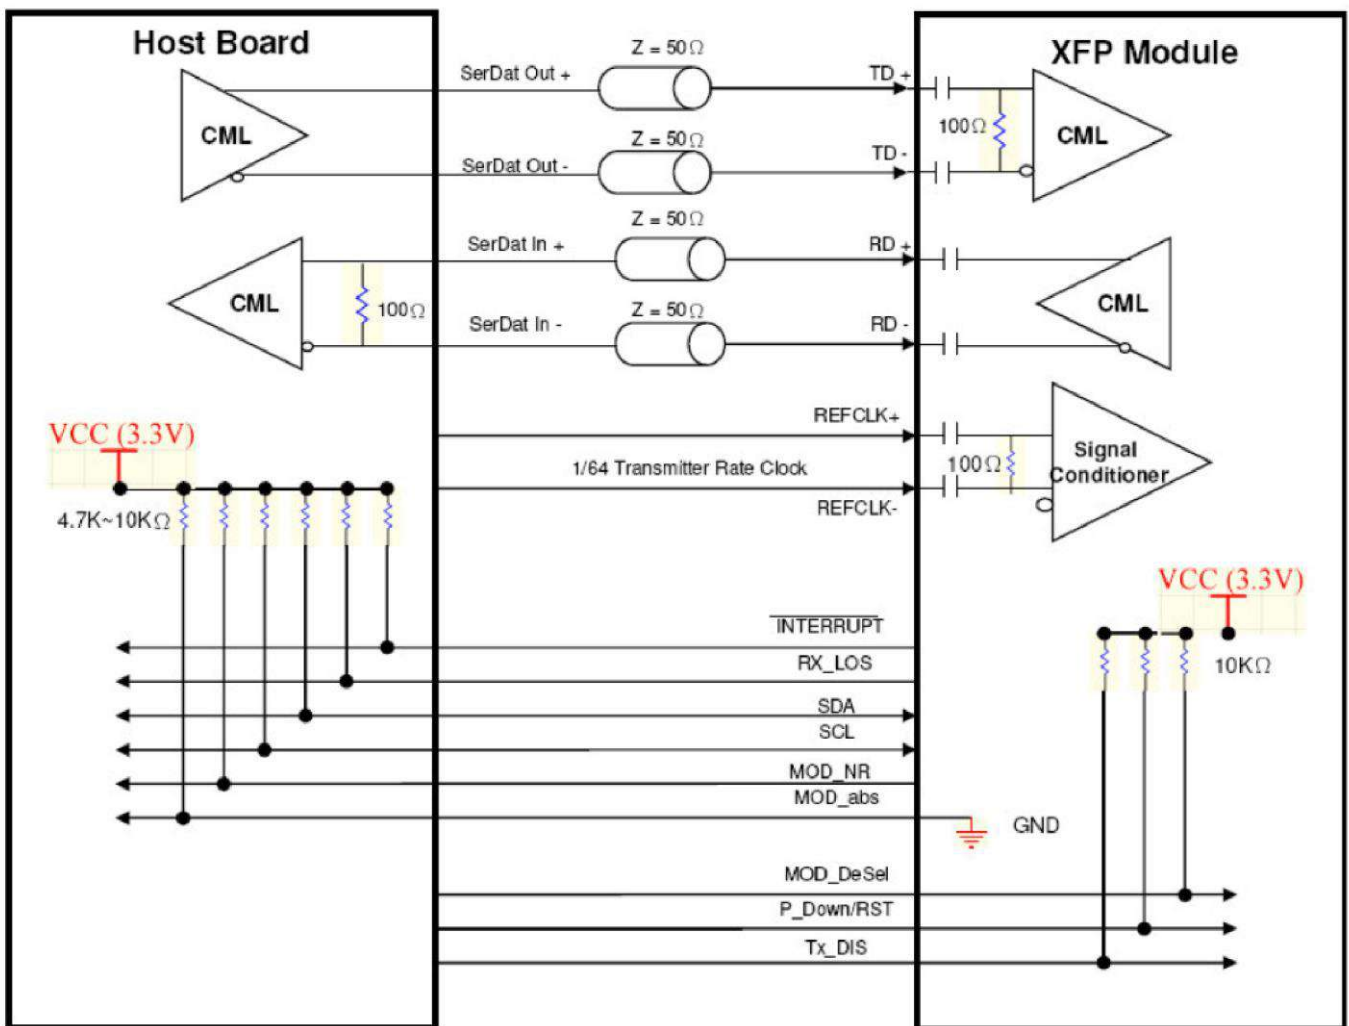 Host Board
XFP Module
Z = 50Ω
SerDat Out +
TD +
CML
100Ω
CML
Z = 50Ω
SerDat Out -
TD -
Z = 50Ω
SerDat In +
RD +
CML
100Ω
CML
Z = 50Ω
SerDat In -
RD -
VCC (3.3V)
REFCLK+
1/64 Transmitter Rate Clock
100Ω
Signal
Conditioner
4.7K~10KΩ
REFCLK-
VCC (3.3V)
INTERRUPT
RX_LOS
10KΩ
SDA
SCL
MOD_NR
MOD_abs
GND
MOD_DeSel
P_Down/RST
Tx_DIS